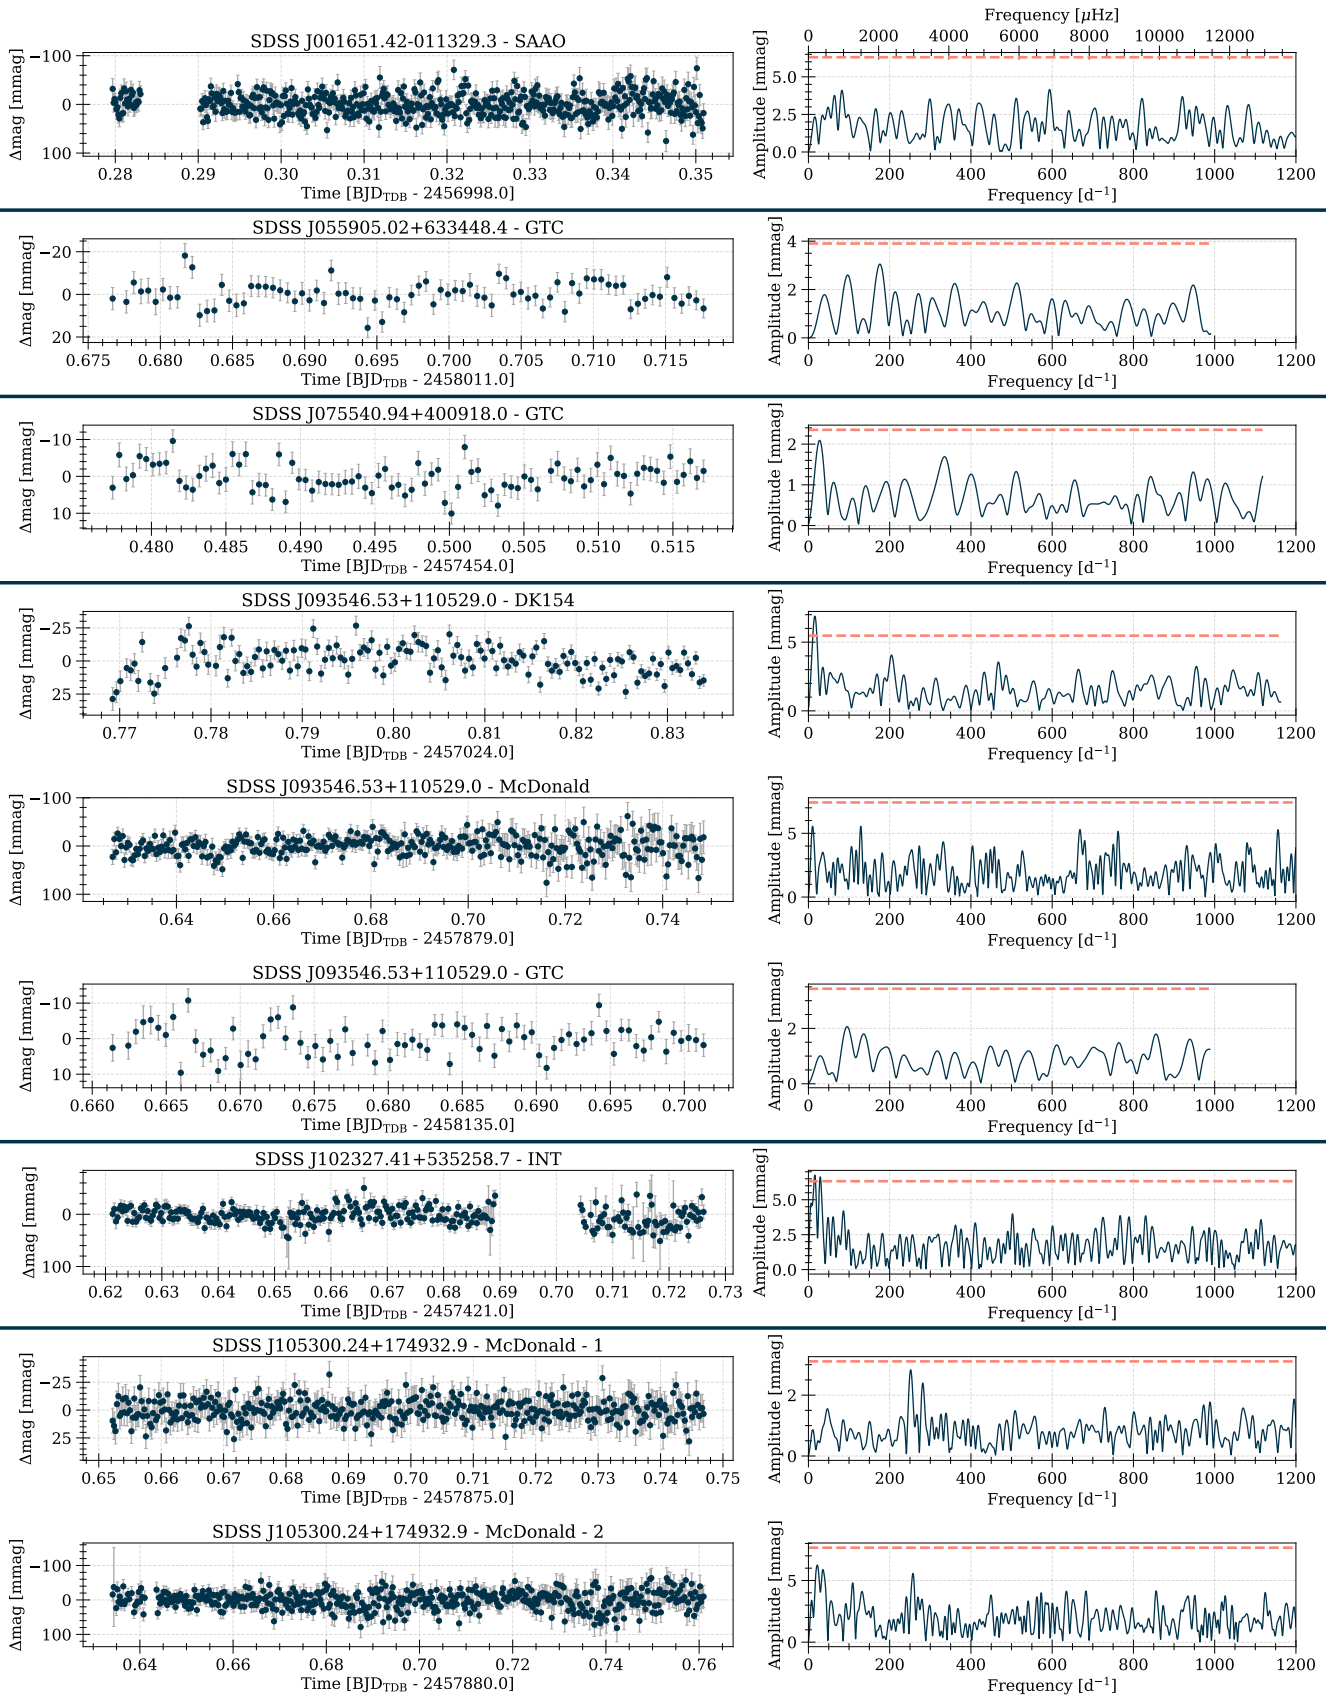 Frequency [μHz]
0 2000 4000 6000 8000 10000 12000
SDSS J001651.42-011329.3 - SAAO
Δmag [mmag]
−100
0
100
0.28 0.29 0.30 0.31 0.32 0.33 0.34 0.35
Time [BJDTDB - 2456998.0]
Amplitude [mmag]
5.0
2.5
0.0
0 200 400 600 800 1000 1200
Frequency [d−1]
SDSS J055905.02+633448.4 - GTC
Δmag [mmag]
−20
0
20
0.675 0.680 0.685 0.690 0.695 0.700 0.705 0.710 0.715
Time [BJDTDB - 2458011.0]
Amplitude [mmag]
4
2
0
0 200 400 600 800 1000 1200
Frequency [d−1]
SDSS J075540.94+400918.0 - GTC
Δmag [mmag]
−10
0
10
0.480 0.485 0.490 0.495 0.500 0.505 0.510 0.515
Time [BJDTDB - 2457454.0]
Amplitude [mmag]
2
1
0
0 200 400 600 800 1000 1200
Frequency [d−1]
SDSS J093546.53+110529.0 - DK154
Δmag [mmag]
−25
0
25
0.77 0.78 0.79 0.80 0.81 0.82 0.83
Time [BJDTDB - 2457024.0]
Amplitude [mmag]
5
0
0 200 400 600 800 1000 1200
Frequency [d−1]
SDSS J093546.53+110529.0 - McDonald
Δmag [mmag]
−100
0
100
0.64 0.66 0.68 0.70 0.72 0.74
Time [BJDTDB - 2457879.0]
Amplitude [mmag]
5
0
0 200 400 600 800 1000 1200
Frequency [d−1]
SDSS J093546.53+110529.0 - GTC
Δmag [mmag]
−10
0
10
0.660 0.665 0.670 0.675 0.680 0.685 0.690 0.695 0.700
Time [BJDTDB - 2458135.0]
Amplitude [mmag]
2
0
0 200 400 600 800 1000 1200
Frequency [d−1]
SDSS J102327.41+535258.7 - INT
Δmag [mmag]
0
100
0.62 0.63 0.64 0.65 0.66 0.67 0.68 0.69 0.70 0.71 0.72 0.73
Time [BJDTDB - 2457421.0]
Amplitude [mmag]
5.0
2.5
0.0
0 200 400 600 800 1000 1200
Frequency [d−1]
SDSS J105300.24+174932.9 - McDonald - 1
Δmag [mmag]
−25
0
25
0.65 0.66 0.67 0.68 0.69 0.70 0.71 0.72 0.73 0.74 0.75
Time [BJDTDB - 2457875.0]
Amplitude [mmag]
2
0
0 200 400 600 800 1000 1200
Frequency [d−1]
SDSS J105300.24+174932.9 - McDonald - 2
Δmag [mmag]
−100
0
100
0.64 0.66 0.68 0.70 0.72 0.74 0.76
Time [BJDTDB - 2457880.0]
Amplitude [mmag]
5
0
0 200 400 600 800 1000 1200
Frequency [d−1]